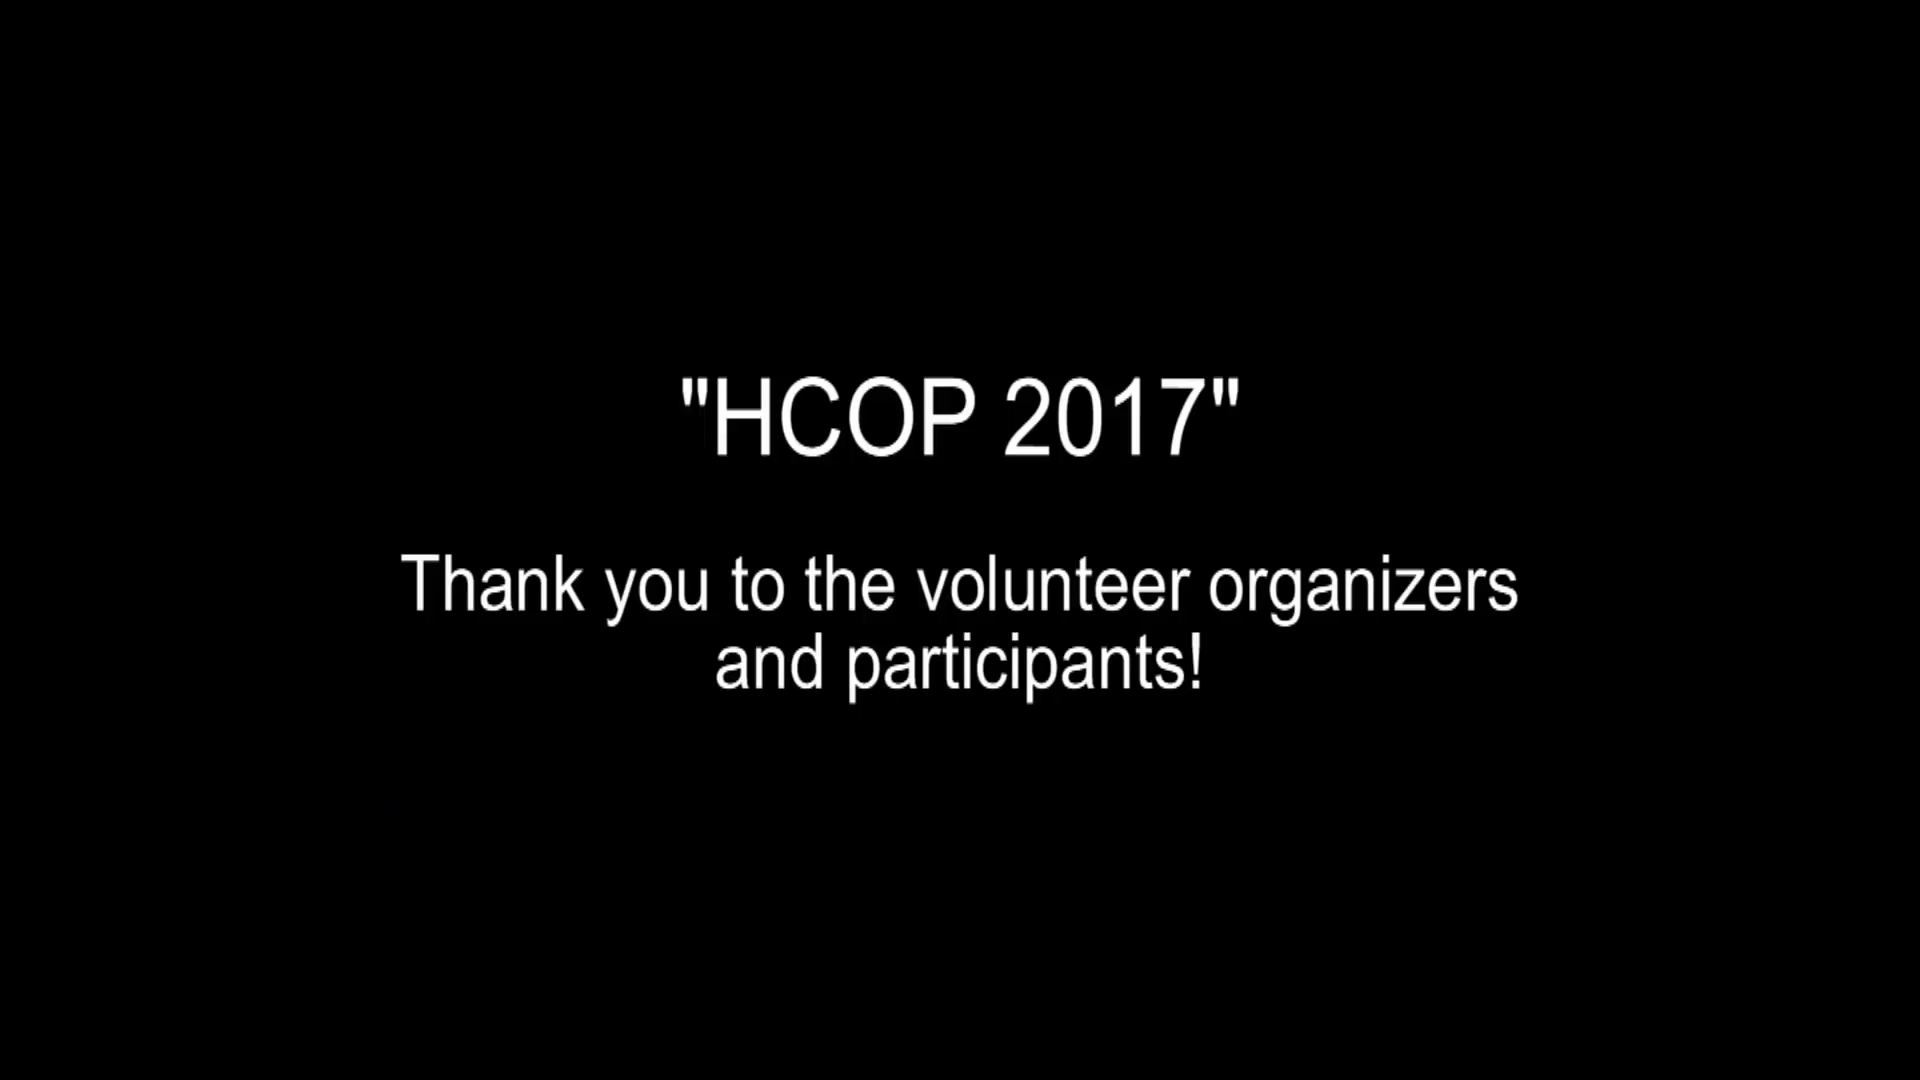 "HCOP 2017"
Thank you to the volunteer organizers
and participants!